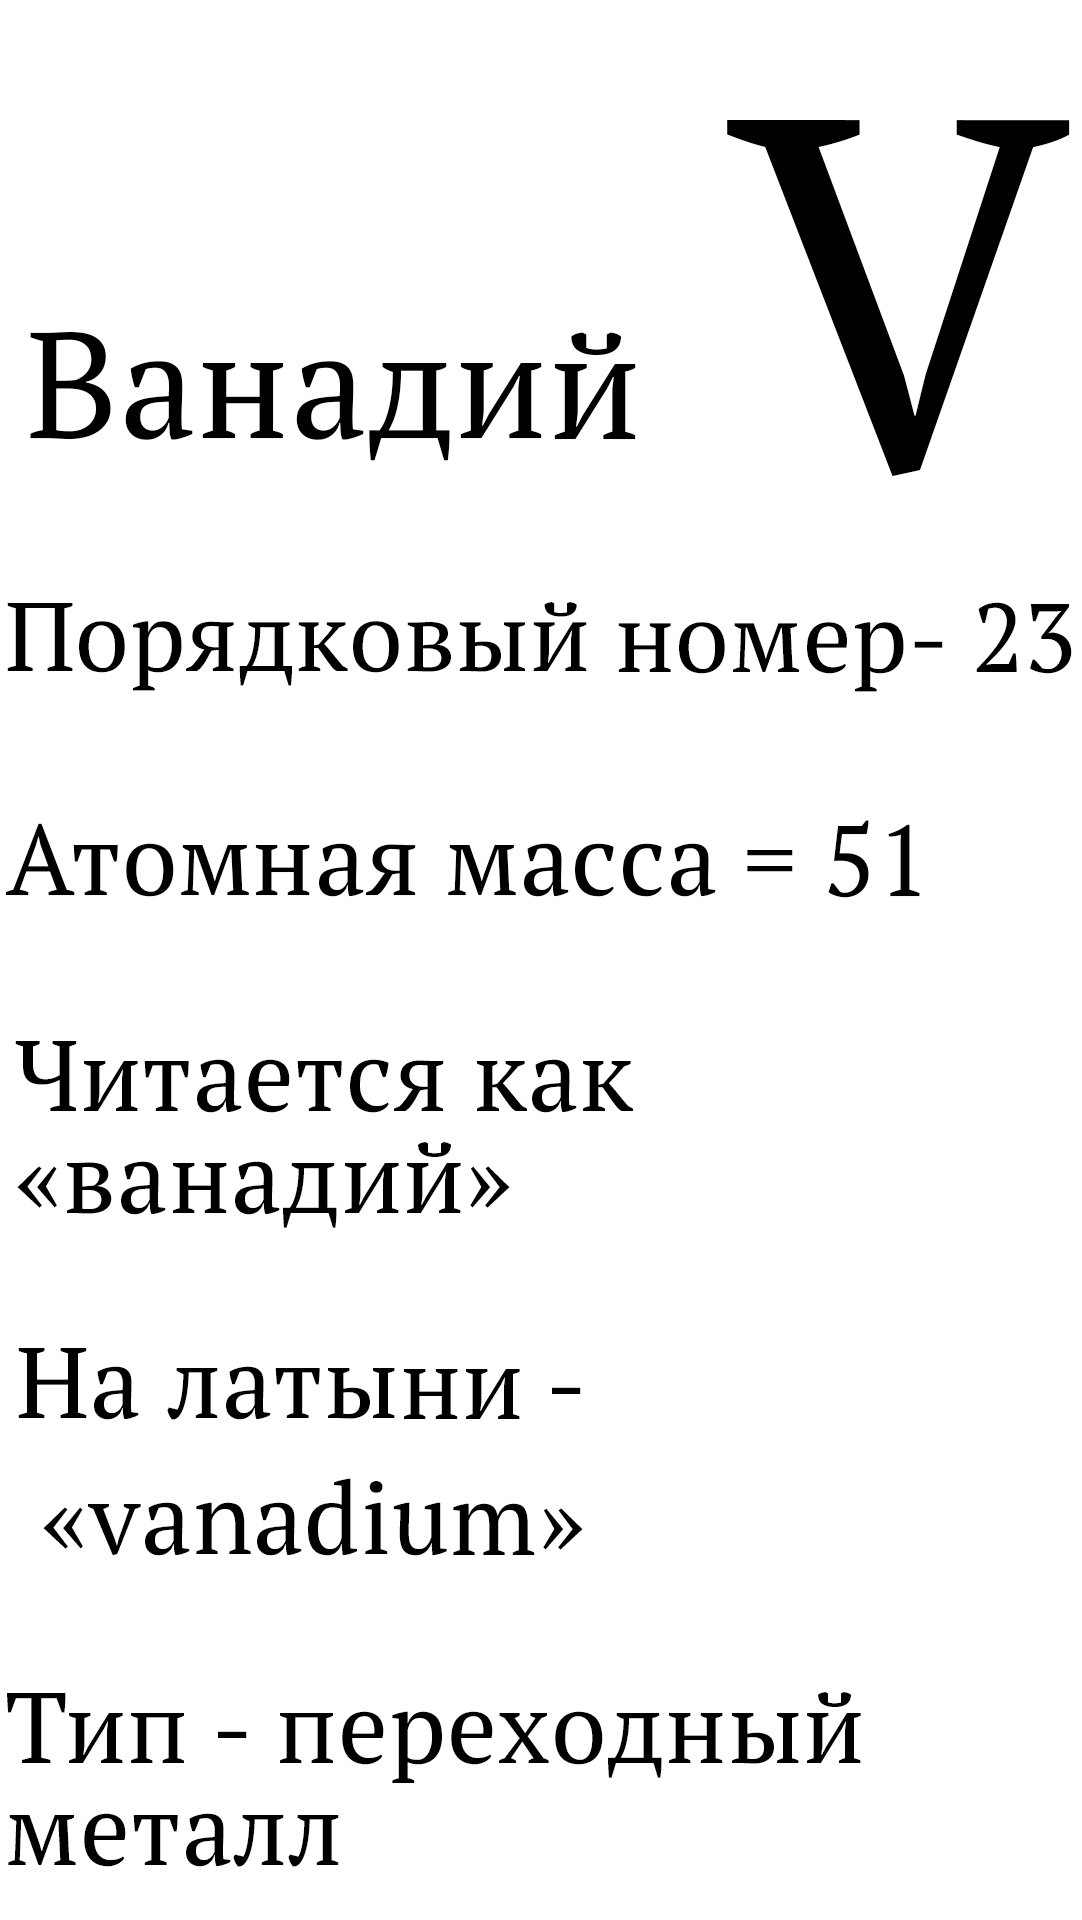 V
Ванадий
Порядковый номер- 23
Атомная масса = 51
Читается как
«ванадий»
На латыни -
«vanadium»
Тип - переходный
металл